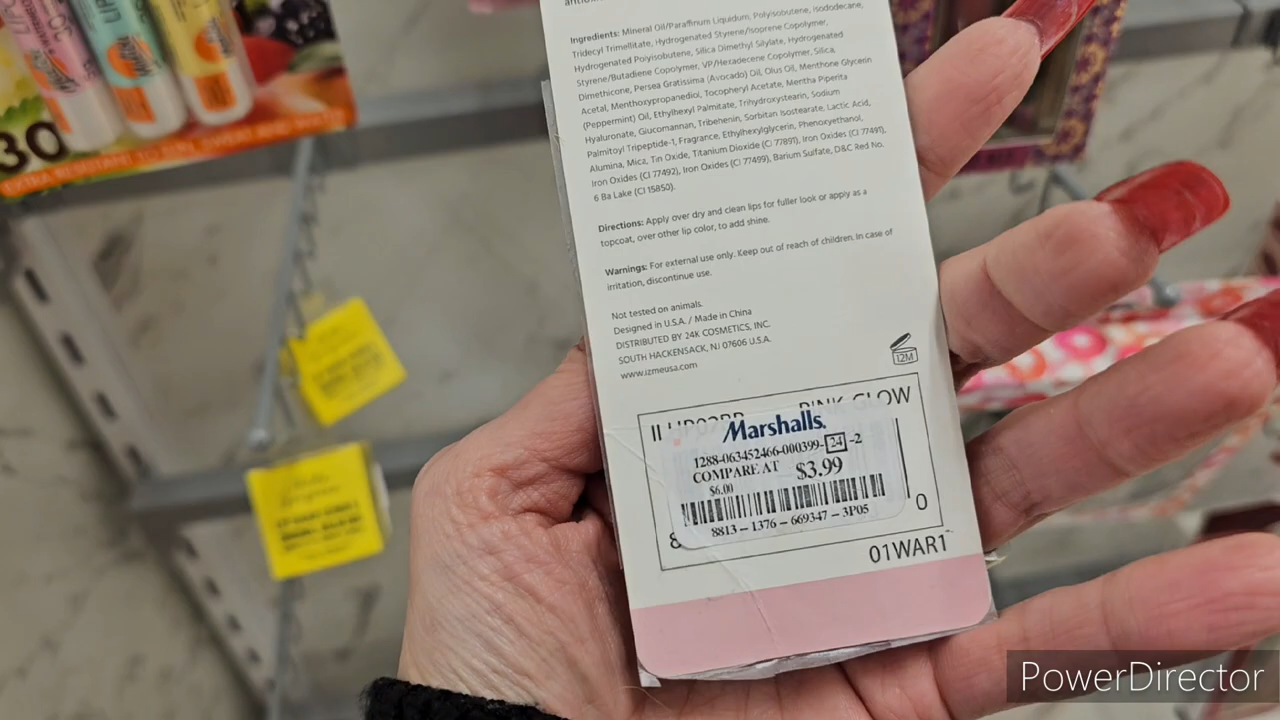 30
Ingredients: Mineral Oil/Paraffinum Liquidum, Polyisobutene, Isododecane,
Tridecyl Trimellitate, Hydrogenated Styrene/Isoprene Copolymer,
Hydrogenated Polyisobutene, Silica Dimethyl Silylate, Hydrogenated
Styrene/Butadiene Copolymer, VP/Hexadecene Copolymer, Silica,
Dimethicone, Persea Gratissima (Avocado) Oil, Olus Oil, Menthone Glycerin
Acetal, Menthoxypropanediol, Tocopheryl Acetate, Mentha Piperita
(Peppermint) Oil, Ethylhexyl Palmitate, Trihydroxystearin, Sodium
Hyaluronate, Glucomannan, Tribehenin, Sorbitan Isostearate, Lactic Acid,
Palmitoyl Tripeptide-1, Fragrance, Ethylhexylglycerin, Phenoxyethanol,
Alumina, Mica, Tin Oxide, Titanium Dioxide (CI 77891), Iron Oxides (CI 77491),
Iron Oxides (CI 77492), Iron Oxides (CI 77499), Barium Sulfate, D&C Red No.
6 Ba Lake (CI 15850).
Directions: Apply over dry and clean lips for fuller look or apply as a
topcoat, over other lip color, to add shine.
Warnings: For external use only. Keep out of reach of children. In case of
irritation, discontinue use.
Not tested on animals.
Designed in U.S.A. / Made in China
DISTRIBUTED BY 24K COSMETICS, INC.
SOUTH HACKENSACK, NJ 07606 U.S.A.
www.izmeusa.com
12M
PINK GLOW
Marshalls.
1288-063452466-000399-24-2
COMPARE AT $3.99
$6.00
8813-1376-669347-3P05
8 0
01WAR1
PowerDirector